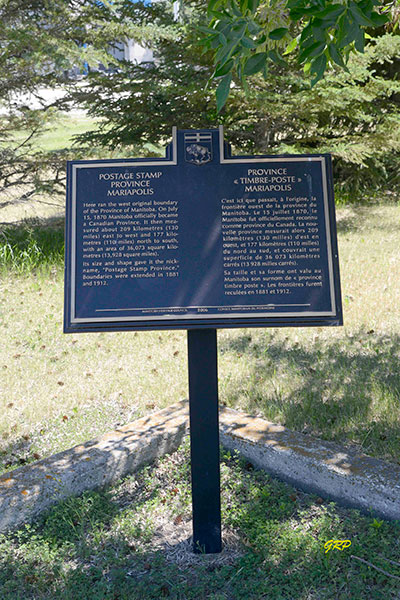 POSTAGE STAMP
PROVINCE
MARIAPOLIS
Here ran the west original boundary
of the Province of Manitoba. On July
15, 1870 Manitoba officially became
a Canadian Province. It then mea-
sured about 209 kilometres (130
miles) east to west and 177 kilo-
metres (110 miles) north to south,
with an area of 36,073 square kilo-
metres (13,928 square miles).
Its size and shape gave it the nick-
name, "Postage Stamp Province."
Boundaries were extended in 1881
and 1912.
PROVINCE
« TIMBRE-POSTE »
MARIAPOLIS
C'est ici que passait, à l'origine, la
frontière ouest de la province du
Manitoba. Le 15 juillet 1870, le
Manitoba fut officiellement reconnu
comme province du Canada. La nou-
velle province mesurait alors 209
kilomètres (130 milles) d'est en
ouest, et 177 kilomètres (110 milles)
du nord au sud, et couvrait une
superficie de 36 073 kilomètres
carrés (13 928 milles carrés).
Sa taille et sa forme ont valu au
Manitoba son surnom de « province
timbre poste ». Les frontières furent
reculées en 1881 et 1912.
MANITOBA HERITAGE COUNCIL
2006
CONSEIL MANITOBAIN DU PATRIMOINE
GRP